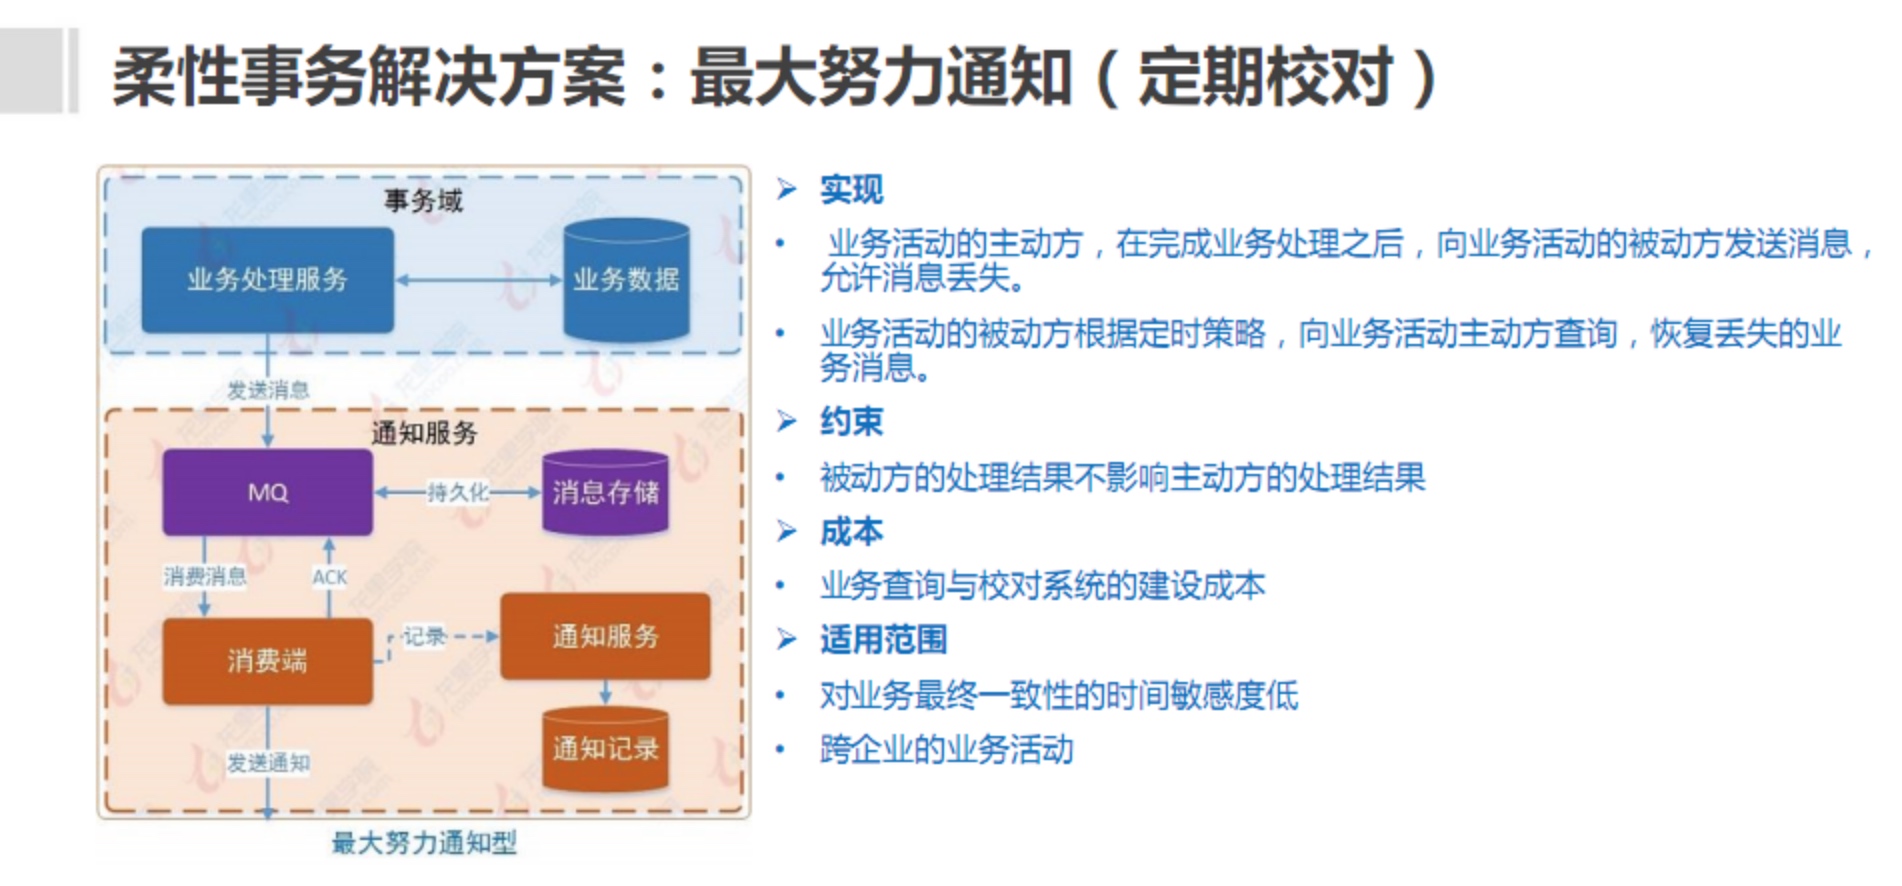 柔性事务解决方案：最大努力通知（定期校对）
事务域
业务处理服务
业务数据
发送消息
通知服务
MQ
持久化
消息存储
消费消息
ACK
消费端
记录
通知服务
通知记录
发送通知
最大努力通知型
➢ 实现
• 业务活动的主动方，在完成业务处理之后，向业务活动的被动方发送消息，
允许消息丢失。
• 业务活动的被动方根据定时策略，向业务活动主动方查询，恢复丢失的业
务消息。
➢ 约束
• 被动方的处理结果不影响主动方的处理结果
➢ 成本
• 业务查询与校对系统的建设成本
➢ 适用范围
• 对业务最终一致性的时间敏感度低
• 跨企业的业务活动